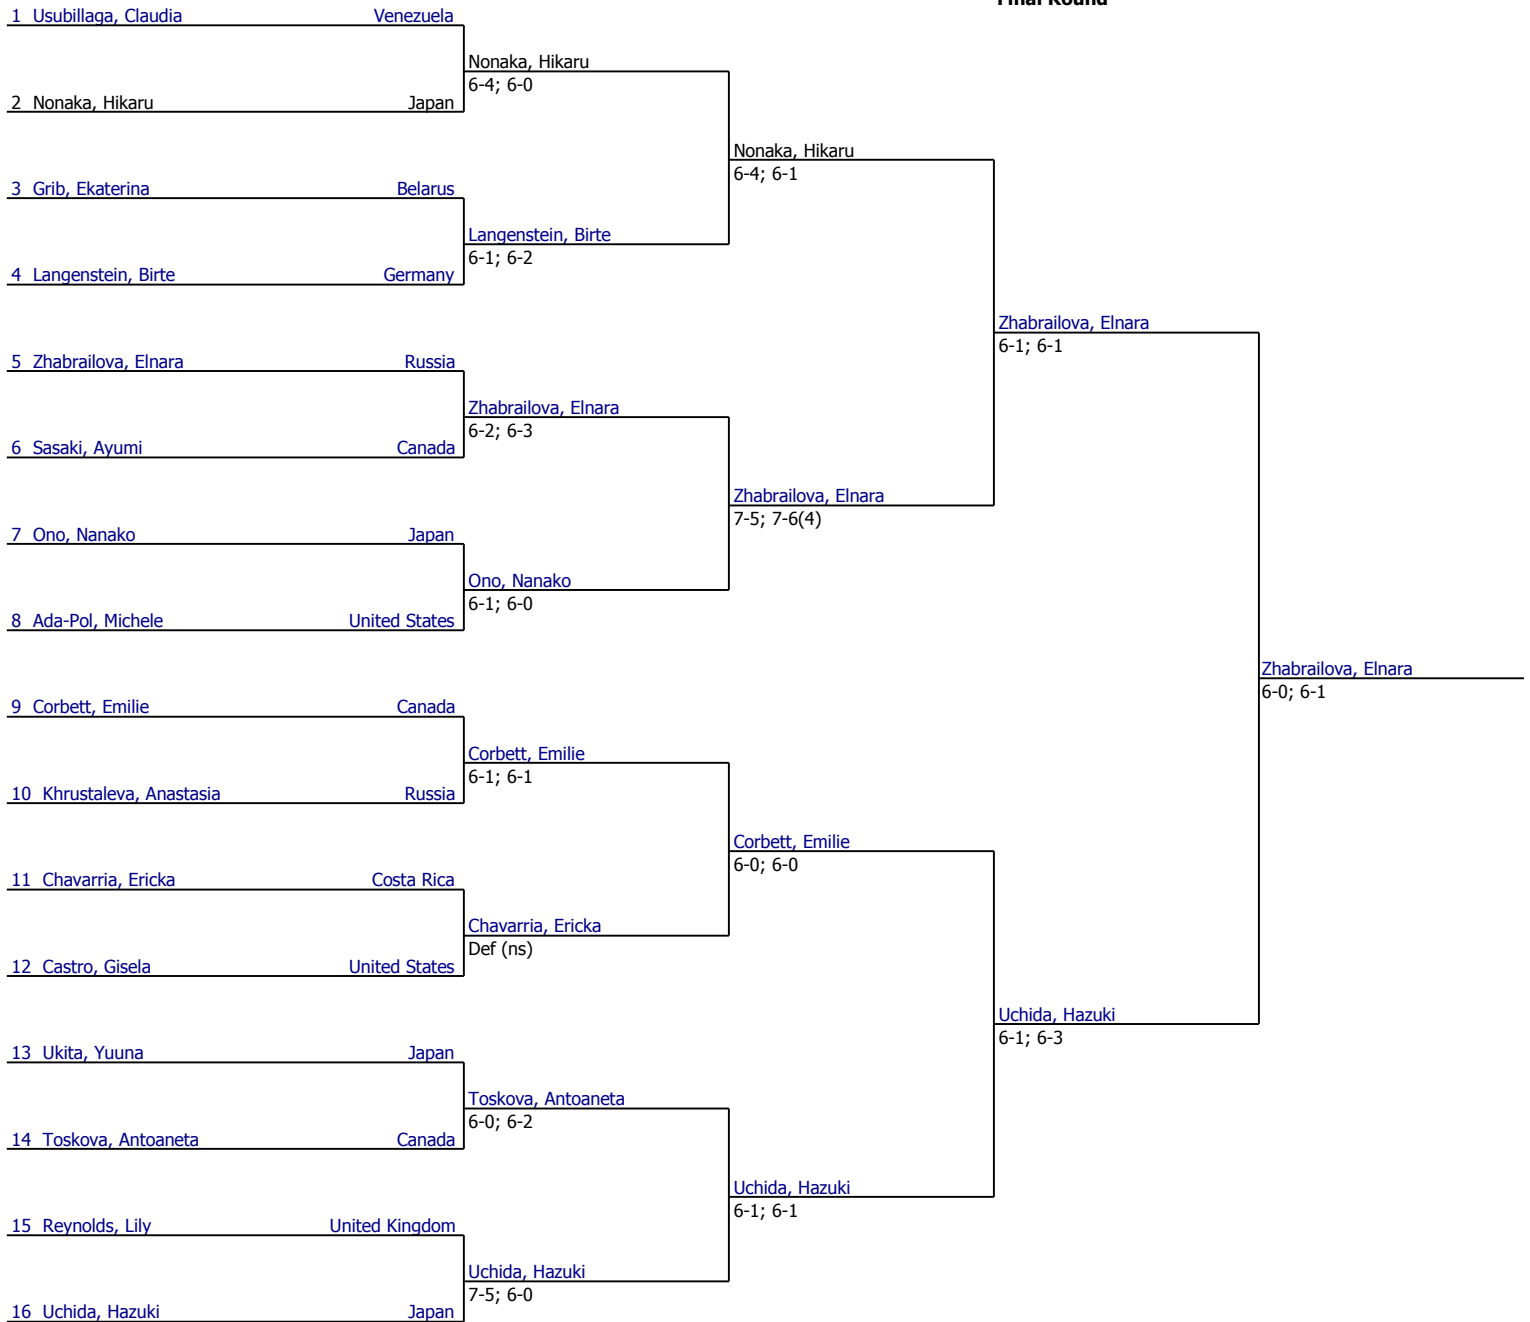 Final Round
1 Usubillaga, Claudia Venezuela
Nonaka, Hikaru
6-4; 6-0
2 Nonaka, Hikaru Japan
Nonaka, Hikaru
6-4; 6-1
3 Grib, Ekaterina Belarus
Langenstein, Birte
6-1; 6-2
4 Langenstein, Birte Germany
Zhabrailova, Elnara
6-1; 6-1
5 Zhabrailova, Elnara Russia
Zhabrailova, Elnara
6-2; 6-3
6 Sasaki, Ayumi Canada
Zhabrailova, Elnara
7-5; 7-6(4)
7 Ono, Nanako Japan
Ono, Nanako
6-1; 6-0
8 Ada-Pol, Michele United States
Zhabrailova, Elnara
6-0; 6-1
9 Corbett, Emilie Canada
Corbett, Emilie
6-1; 6-1
10 Khrustaleva, Anastasia Russia
Corbett, Emilie
6-0; 6-0
11 Chavarria, Ericka Costa Rica
Chavarria, Ericka
Def (ns)
12 Castro, Gisela United States
Uchida, Hazuki
6-1; 6-3
13 Ukita, Yuuna Japan
Toskova, Antoaneta
6-0; 6-2
14 Toskova, Antoaneta Canada
Uchida, Hazuki
6-1; 6-1
15 Reynolds, Lily United Kingdom
Uchida, Hazuki
7-5; 6-0
16 Uchida, Hazuki Japan